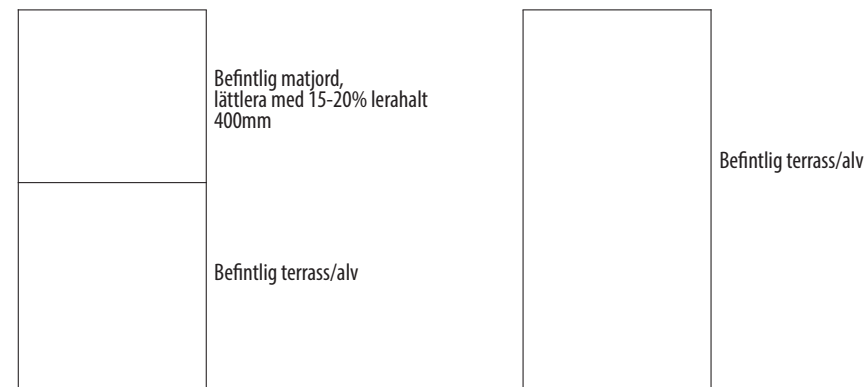 Befintlig matjord,
lättlera med 15-20% lerahalt
400mm
Befintlig terrass/alv
Befintlig terrass/alv